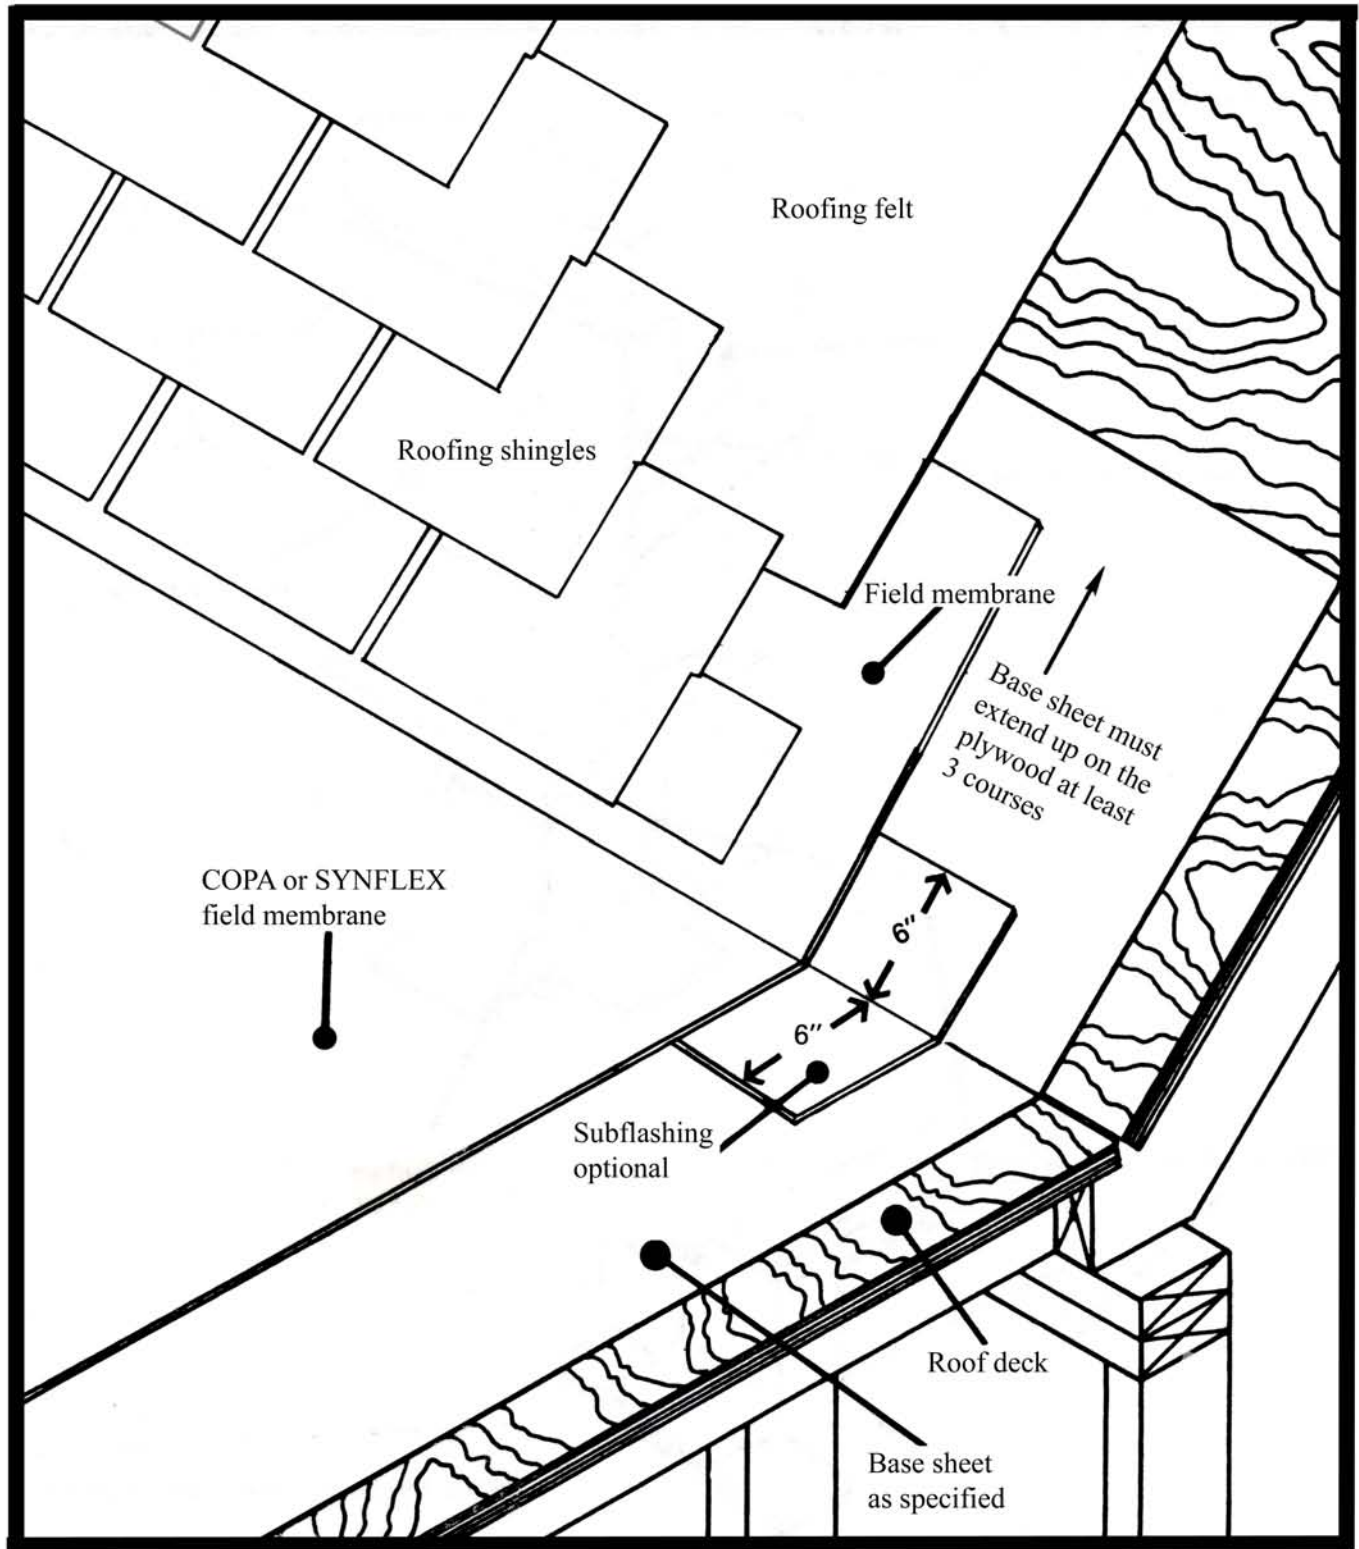 Roofing felt
Roofing shingles
Field membrane
Base sheet must
extend up on the
plywood at least
3 courses
COPA or SYNFLEX
field membrane
6"
6"
Subflashing
optional
Roof deck
Base sheet
as specified